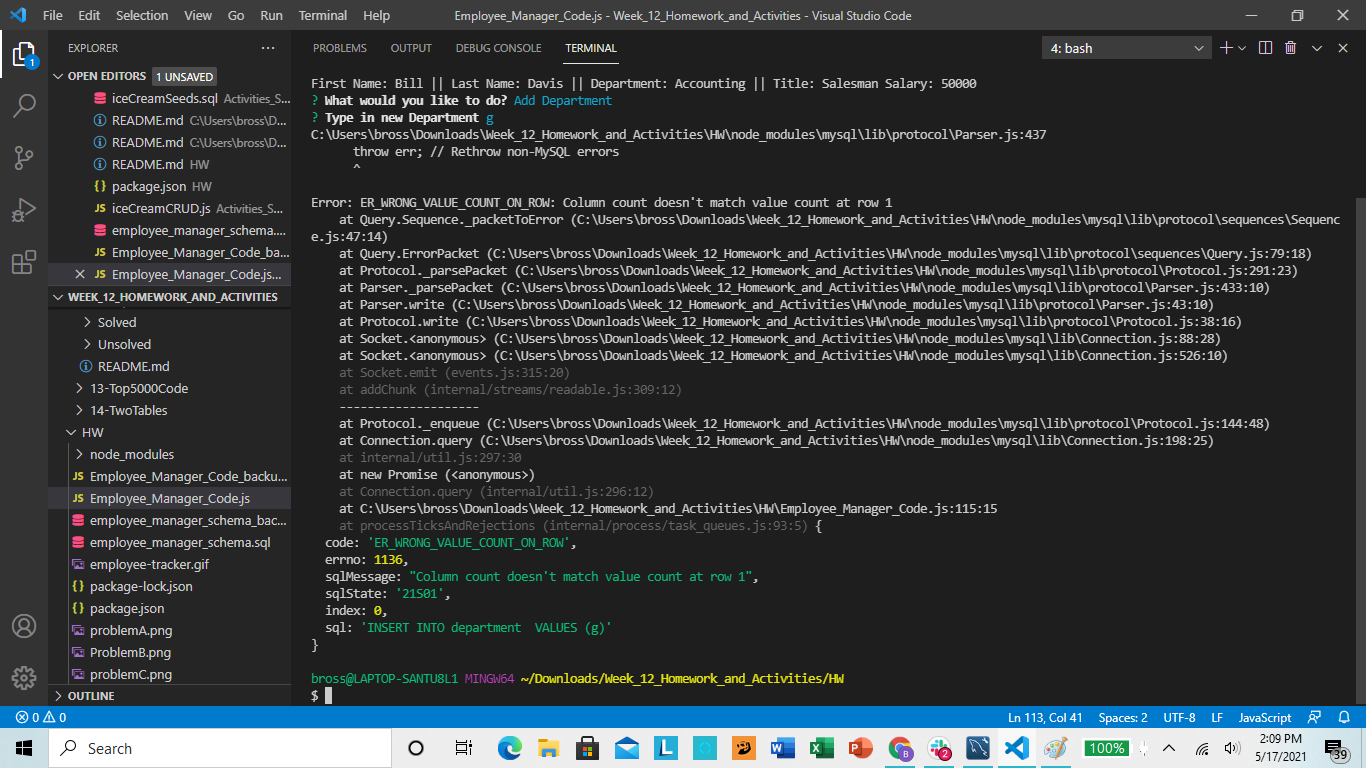 File Edit Selection View Go Run Terminal Help
Employee_Manager_Code.js - Week_12_Homework_and_Activities - Visual Studio Code
EXPLORER
1
OPEN EDITORS 1 UNSAVED
iceCreamSeeds.sql Activities_S...
README.md C:\Users\bross\D...
README.md C:\Users\bross\D...
README.md HW
package.json HW
iceCreamCRUD.js Activities_S...
employee_manager_schema....
Employee_Manager_Code_ba...
Employee_Manager_Code.js...
WEEK_12_HOMEWORK_AND_ACTIVITIES
Solved
Unsolved
README.md
13-Top5000Code
14-TwoTables
HW
node_modules
Employee_Manager_Code_backu...
Employee_Manager_Code.js
employee_manager_schema_bac...
employee_manager_schema.sql
employee-tracker.gif
package-lock.json
package.json
problemA.png
ProblemB.png
problemC.png
OUTLINE
PROBLEMS OUTPUT DEBUG CONSOLE TERMINAL
4: bash
First Name: Bill || Last Name: Davis || Department: Accounting || Title: Salesman Salary: 50000
? What would you like to do? Add Department
? Type in new Department g
C:\Users\bross\Downloads\Week_12_Homework_and_Activities\HW\node_modules\mysql\lib\protocol\Parser.js:437
throw err; // Rethrow non-MySQL errors
^
Error: ER_WRONG_VALUE_COUNT_ON_ROW: Column count doesn't match value count at row 1
at Query.Sequence._packetToError (C:\Users\bross\Downloads\Week_12_Homework_and_Activities\HW\node_modules\mysql\lib\protocol\sequences\Sequenc
e.js:47:14)
at Query.ErrorPacket (C:\Users\bross\Downloads\Week_12_Homework_and_Activities\HW\node_modules\mysql\lib\protocol\sequences\Query.js:79:18)
at Protocol._parsePacket (C:\Users\bross\Downloads\Week_12_Homework_and_Activities\HW\node_modules\mysql\lib\protocol\Protocol.js:291:23)
at Parser._parsePacket (C:\Users\bross\Downloads\Week_12_Homework_and_Activities\HW\node_modules\mysql\lib\protocol\Parser.js:433:10)
at Parser.write (C:\Users\bross\Downloads\Week_12_Homework_and_Activities\HW\node_modules\mysql\lib\protocol\Parser.js:43:10)
at Protocol.write (C:\Users\bross\Downloads\Week_12_Homework_and_Activities\HW\node_modules\mysql\lib\protocol\Protocol.js:38:16)
at Socket.<anonymous> (C:\Users\bross\Downloads\Week_12_Homework_and_Activities\HW\node_modules\mysql\lib\Connection.js:88:28)
at Socket.<anonymous> (C:\Users\bross\Downloads\Week_12_Homework_and_Activities\HW\node_modules\mysql\lib\Connection.js:526:10)
at Socket.emit (events.js:315:20)
at addChunk (internal/streams/readable.js:309:12)
--------------------
at Protocol._enqueue (C:\Users\bross\Downloads\Week_12_Homework_and_Activities\HW\node_modules\mysql\lib\protocol\Protocol.js:144:48)
at Connection.query (C:\Users\bross\Downloads\Week_12_Homework_and_Activities\HW\node_modules\mysql\lib\Connection.js:198:25)
at internal/util.js:297:30
at new Promise (<anonymous>)
at Connection.query (internal/util.js:296:12)
at C:\Users\bross\Downloads\Week_12_Homework_and_Activities\HW\Employee_Manager_Code.js:115:15
at processTicksAndRejections (internal/process/task_queues.js:93:5) {
code: 'ER_WRONG_VALUE_COUNT_ON_ROW',
errno: 1136,
sqlMessage: "Column count doesn't match value count at row 1",
sqlState: '21S01',
index: 0,
sql: 'INSERT INTO department  VALUES (g)'
}
bross@LAPTOP-SANTU8L1 MINGW64 ~/Downloads/Week_12_Homework_and_Activities/HW
$
0 0
Ln 113, Col 41 Spaces: 2 UTF-8 LF JavaScript
Search
100%
2:09 PM
5/17/2021
39